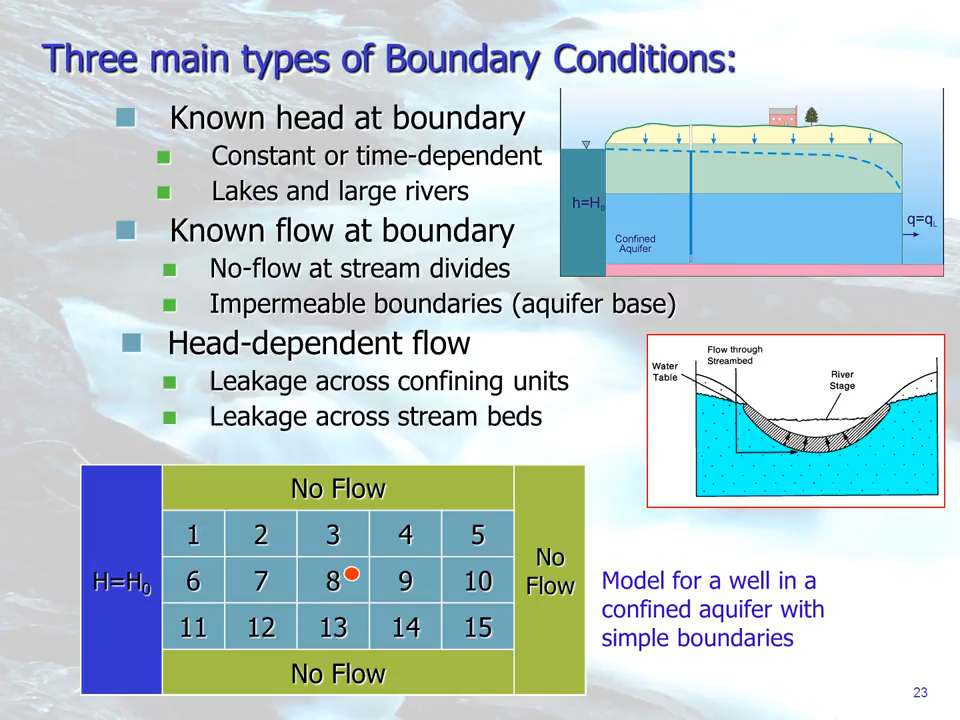 Three main types of Boundary Conditions:
Known head at boundary
Constant or time-dependent
Lakes and large rivers
Known flow at boundary
No-flow at stream divides
Impermeable boundaries (aquifer base)
Head-dependent flow
Leakage across confining units
Leakage across stream beds
h=H₀
Confined
Aquifer
q=qL
Flow through
Streambed
Water
Table
River
Stage
No Flow
1 2 3 4 5
H=H₀ 6 7 8 9 10
No
Flow
11 12 13 14 15
No Flow
Model for a well in a
confined aquifer with
simple boundaries
23